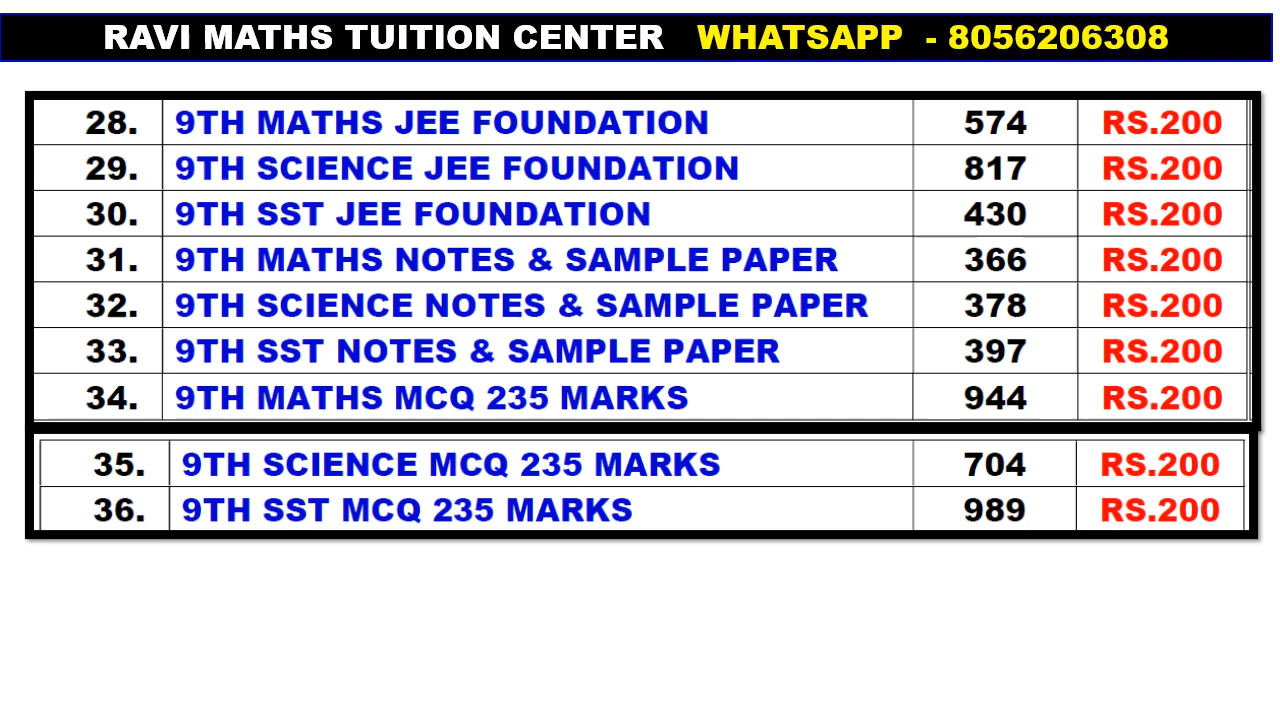 RAVI MATHS TUITION CENTER WHATSAPP - 8056206308
28. 9TH MATHS JEE FOUNDATION 574 RS.200
29. 9TH SCIENCE JEE FOUNDATION 817 RS.200
30. 9TH SST JEE FOUNDATION 430 RS.200
31. 9TH MATHS NOTES & SAMPLE PAPER 366 RS.200
32. 9TH SCIENCE NOTES & SAMPLE PAPER 378 RS.200
33. 9TH SST NOTES & SAMPLE PAPER 397 RS.200
34. 9TH MATHS MCQ 235 MARKS 944 RS.200
35. 9TH SCIENCE MCQ 235 MARKS 704 RS.200
36. 9TH SST MCQ 235 MARKS 989 RS.200